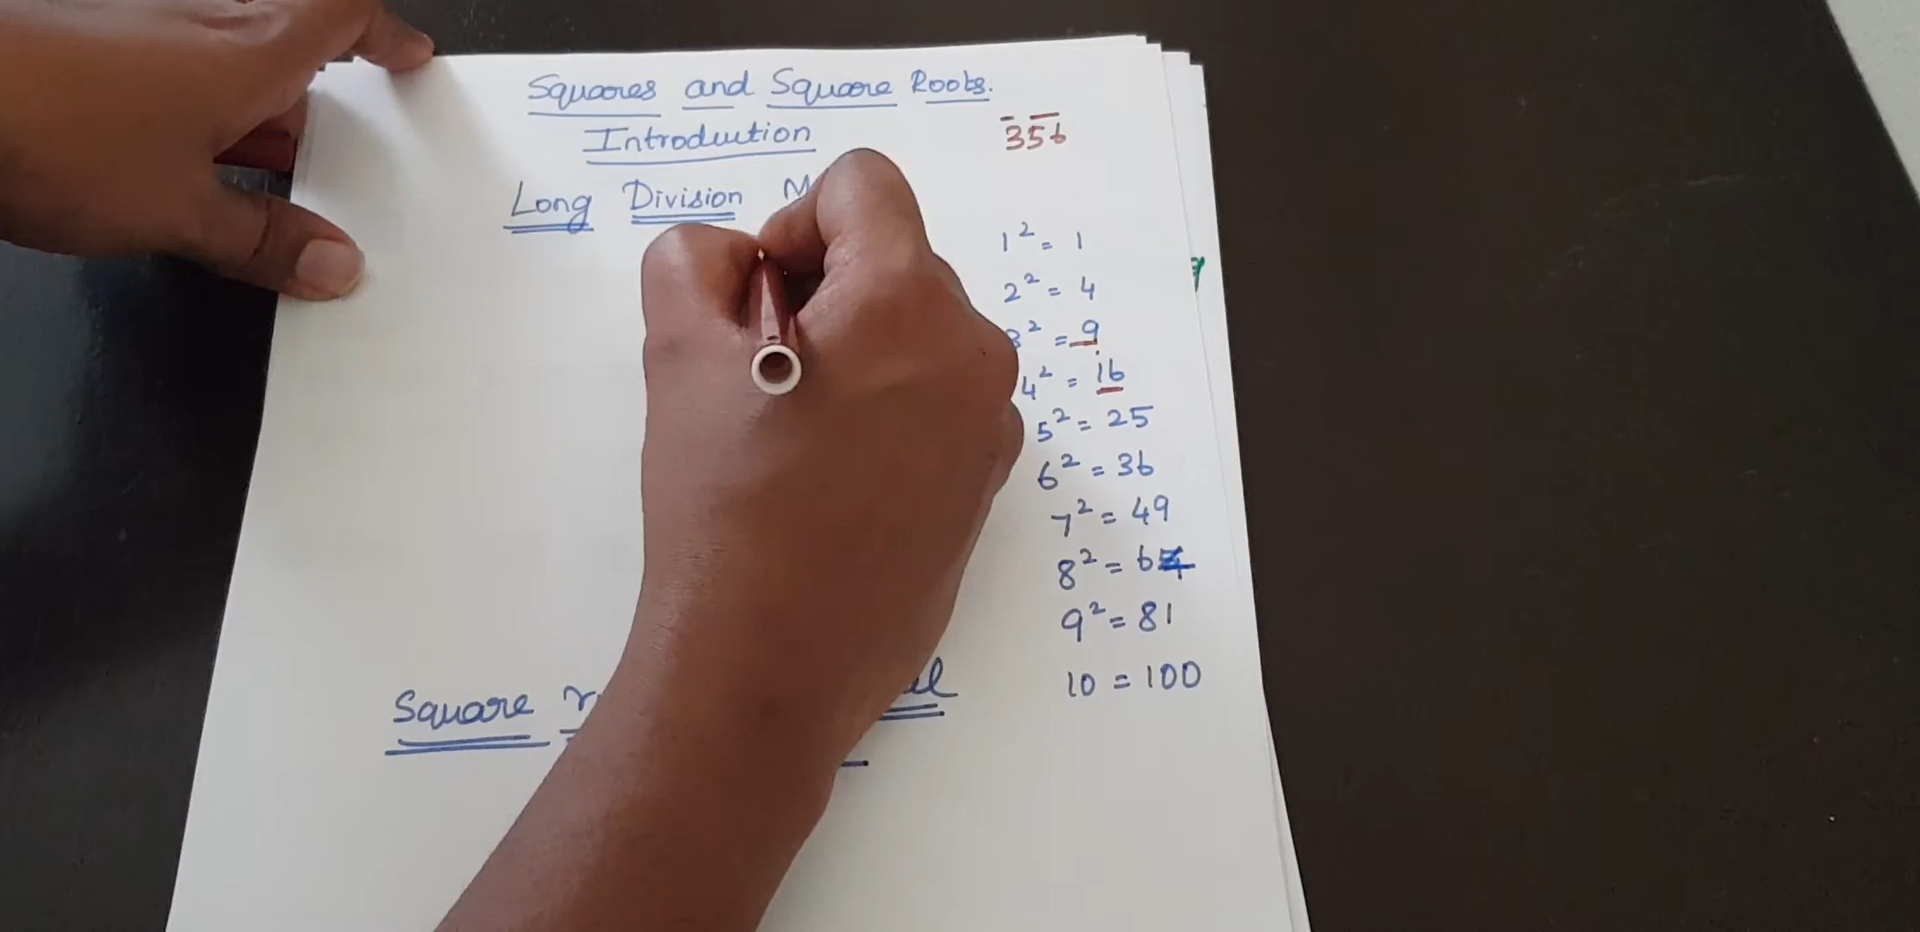 Squares and Square Roots.
Introduction
356
Long Division
1² = 1
2² = 4
3² = 9
4² = 16
5² = 25
6² = 36
7² = 49
8² = 64
9² = 81
10 = 100
Square